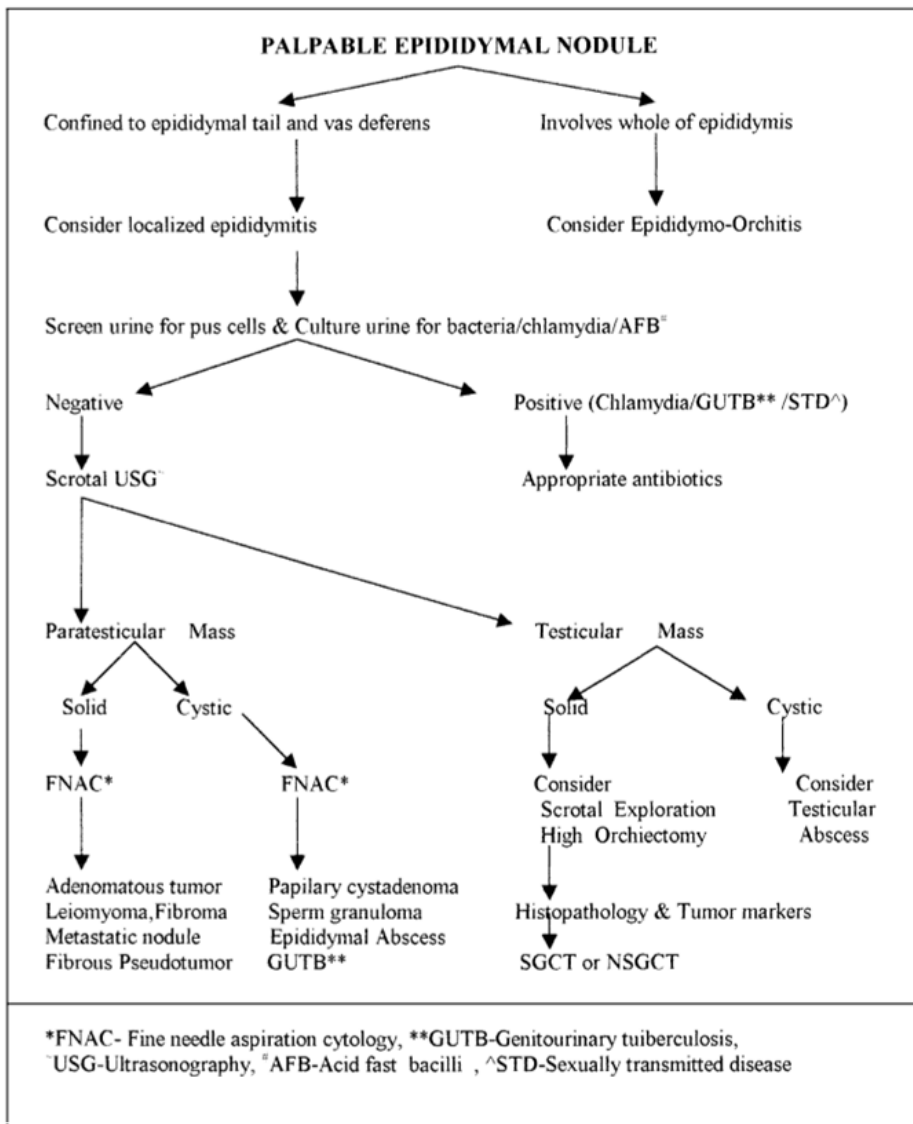 PALPABLE EPIDIDYMAL NODULE
Confined to epididymal tail and vas deferens
Involves whole of epididymis
Consider localized epididymitis
Consider Epididymo-Orchitis
Screen urine for pus cells & Culture urine for bacteria/chlamydia/AFB#
Negative
Positive (Chlamydia/GUTB** /STD^)
Scrotal USG~
Appropriate antibiotics
Paratesticular Mass
Testicular Mass
Solid
Cystic
Solid
Cystic
FNAC*
FNAC*
Consider
Scrotal Exploration
High Orchiectomy
Consider
Testicular
Abscess
Adenomatous tumor
Leiomyoma,Fibroma
Metastatic nodule
Fibrous Pseudotumor
Papilary cystadenoma
Sperm granuloma
Epididymal Abscess
GUTB**
Histopathology & Tumor markers
SGCT or NSGCT
*FNAC- Fine needle aspiration cytology, **GUTB-Genitourinary tuiberculosis,
~USG-Ultrasonography, #AFB-Acid fast bacilli , ^STD-Sexually transmitted disease